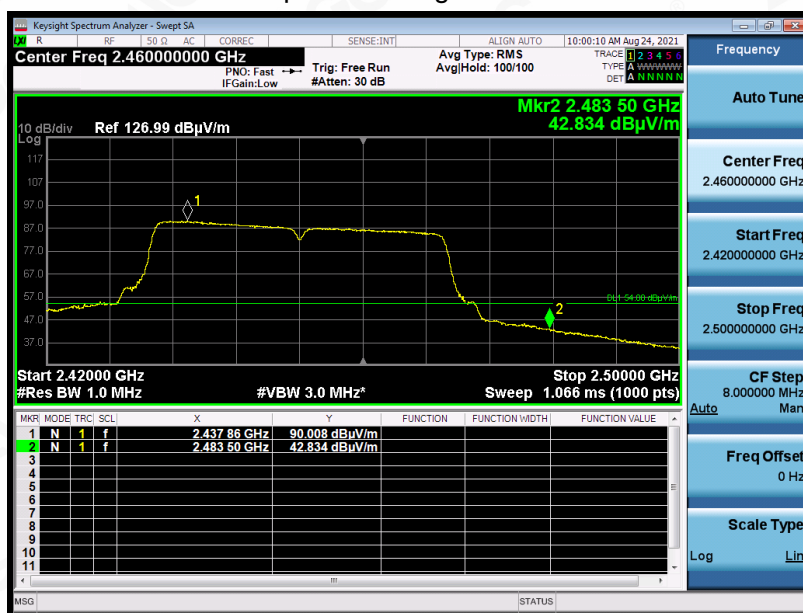 Keysight Spectrum Analyzer - Swept SA
LXI R RF 50 Ω AC CORREC SENSE:INT ALIGN AUTO 10:00:10 AM Aug 24, 2021
Center Freq 2.460000000 GHz
PNO: Fast
IFGain:Low
Trig: Free Run
#Atten: 30 dB
Avg Type: RMS
Avg|Hold: 100/100
TRACE 1 2 3 4 5 6
TYPE A WWWWW
DET A N N N N N
Mkr2 2.483 50 GHz
42.834 dBµV/m
10 dB/div Ref 126.99 dBµV/m
Log
117
107
97.0
87.0
77.0
67.0
57.0
47.0
37.0
1
2
DL1 54.00 dBµV/m
Start 2.42000 GHz Stop 2.50000 GHz
#Res BW 1.0 MHz #VBW 3.0 MHz* Sweep 1.066 ms (1000 pts)
MKR MODE TRC SCL X Y FUNCTION FUNCTION WIDTH FUNCTION VALUE
1 N 1 f 2.437 86 GHz 90.008 dBµV/m
2 N 1 f 2.483 50 GHz 42.834 dBµV/m
3
4
5
6
7
8
9
10
11
MSG STATUS
Frequency
Auto Tune
Center Freq
2.460000000 GHz
Start Freq
2.420000000 GHz
Stop Freq
2.500000000 GHz
CF Step
8.000000 MHz
Auto Man
Freq Offset
0 Hz
Scale Type
Log Lin